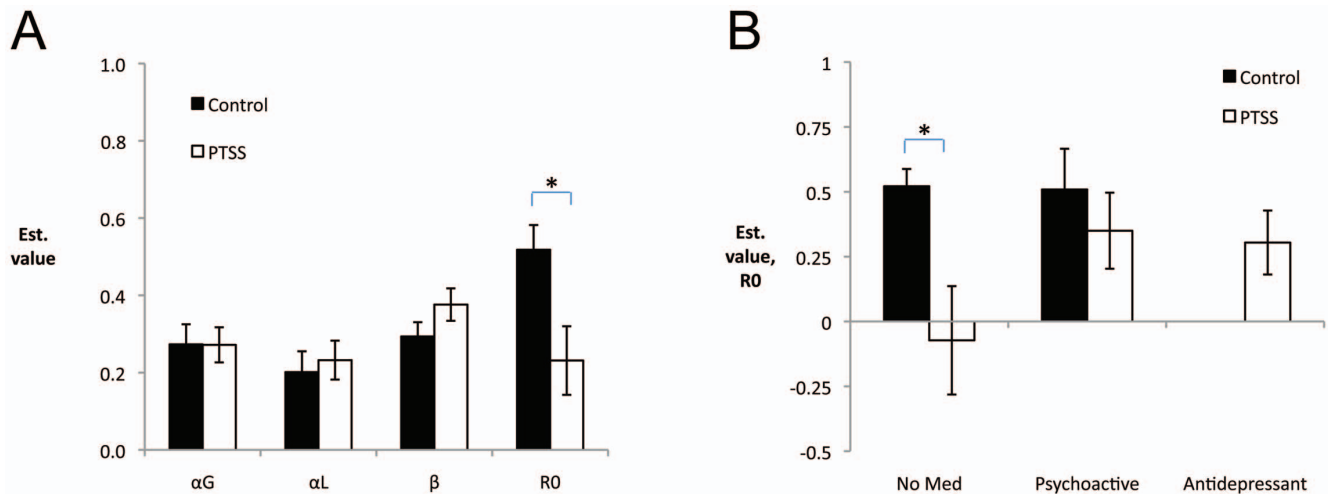 A
1.0
0.8
0.6
0.4
0.2
0.0
Est.
value
Control
PTSS
*
αG αL β R0
B
1
0.75
0.5
0.25
0
-0.25
-0.5
Est.
value,
R0
Control
PTSS
*
No Med Psychoactive Antidepressant